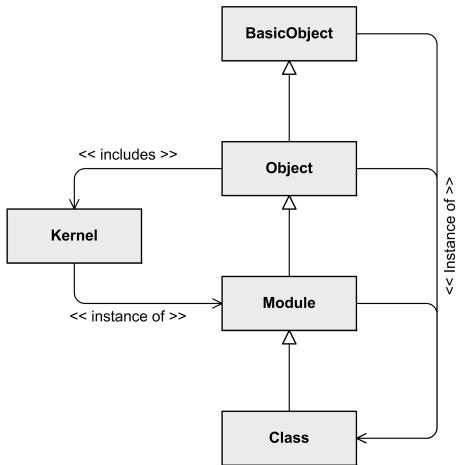 BasicObject
<< includes >>
Object
Kernel
<< Instance of >>
<< instance of >>
Module
Class